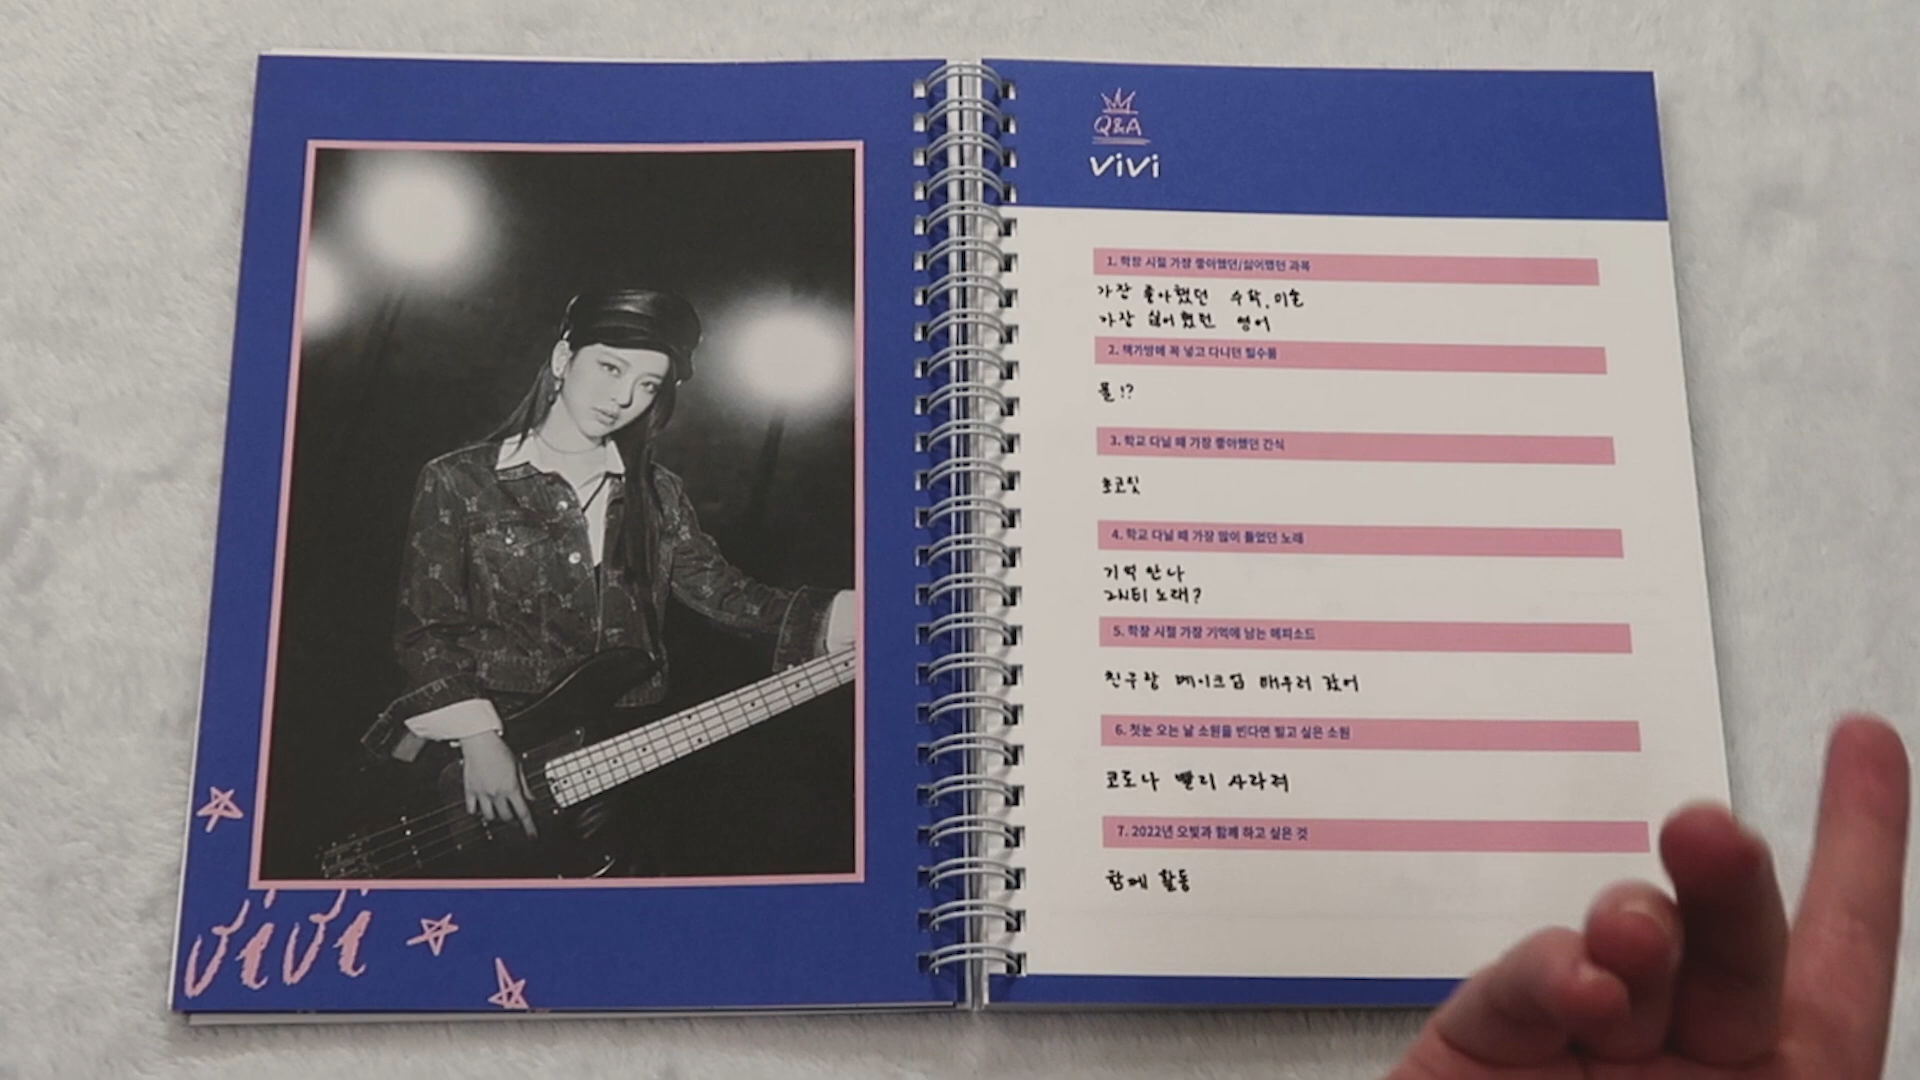 Q&A
ViVi
1. 학창 시절 가장 좋아했던/싫어했던 과목
가장 좋아했던 수학, 미술
가장 싫어했던 영어
2. 책가방에 꼭 넣고 다니던 필수품
물!?
3. 학교 다닐 때 가장 좋아했던 간식
초코잇
4. 학교 다닐 때 가장 많이 들었던 노래
기억 안나
2NE1 노래?
5. 학창 시절 가장 기억에 남는 에피소드
친구랑 메이크업 배우러 갔어
6. 첫눈 오는 날 소원을 빈다면 빌고 싶은 소원
코로나 빨리 사라져
7. 2022년 오빛과 함께 하고 싶은 것
함께 활동
ViVi